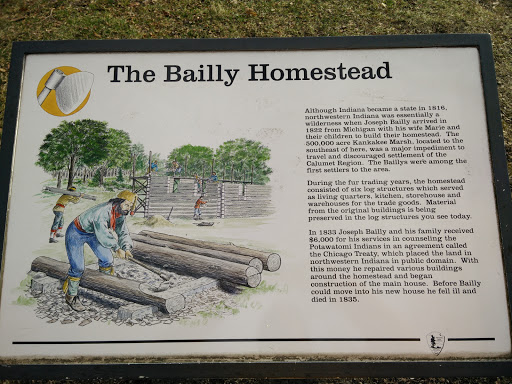 The Bailly Homestead
Although Indiana became a state in 1816,
northwestern Indiana was essentially a
wilderness when Joseph Bailly arrived in
1822 from Michigan with his wife Marie and
their children to build their homestead. The
500,000 acre Kankakee Marsh, located to the
southeast of here, was a major impediment to
travel and discouraged settlement of the
Calumet Region. The Baillys were among the
first settlers to the area.
During the fur trading years, the homestead
consisted of six log structures which served
as living quarters, kitchen, storehouse and
warehouses for the trade goods. Material
from the original buildings is being
preserved in the log structures you see today.
In 1833 Joseph Bailly and his family received
$6,000 for his services in counseling the
Potawatomi Indians in an agreement called
the Chicago Treaty, which placed the land in
northwestern Indiana in public domain. With
this money he repaired various buildings
around the homestead and began
construction of the main house. Before Bailly
could move into his new house he fell ill and
died in 1835.